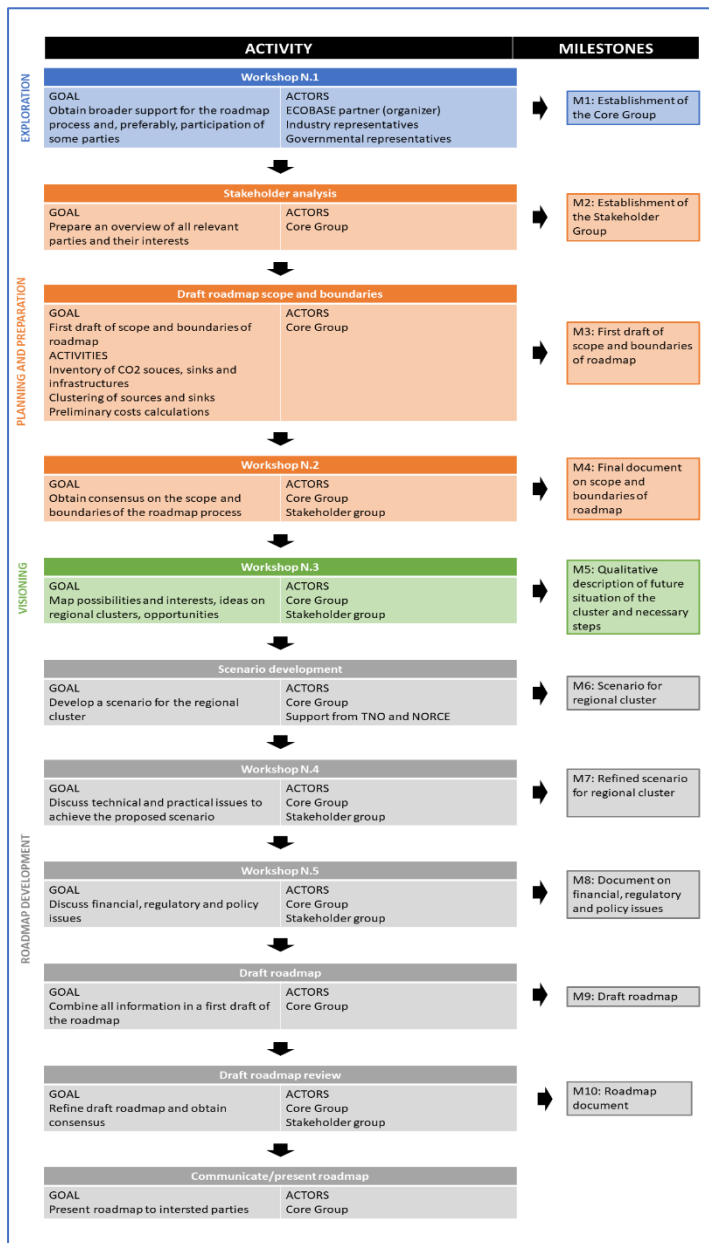 ACTIVITY
MILESTONES
EXPLORATION
Workshop N.1
GOAL
Obtain broader support for the roadmap
process and, preferably, participation of
some parties
ACTORS
ECOBASE partner (organizer)
Industry representatives
Governmental representatives
M1: Establishment of
the Core Group
PLANNING AND PREPARATION
Stakeholder analysis
GOAL
Prepare an overview of all relevant
parties and their interests
ACTORS
Core Group
M2: Establishment of
the Stakeholder
Group
Draft roadmap scope and boundaries
GOAL
First draft of scope and boundaries of
roadmap
ACTIVITIES
Inventory of CO2 souces, sinks and
infrastructures
Clustering of sources and sinks
Preliminary costs calculations
ACTORS
Core Group
M3: First draft of
scope and boundaries
of roadmap
Workshop N.2
GOAL
Obtain consensus on the scope and
boundaries of the roadmap process
ACTORS
Core Group
Stakeholder group
M4: Final document
on scope and
boundaries of
roadmap
VISIONING
Workshop N.3
GOAL
Map possibilities and interests, ideas on
regional clusters, opportunities
ACTORS
Core Group
Stakeholder group
M5: Qualitative
description of future
situation of the
cluster and necessary
steps
ROADMAP DEVELOPMENT
Scenario development
GOAL
Develop a scenario for the regional
cluster
ACTORS
Core Group
Support from TNO and NORCE
M6: Scenario for
regional cluster
Workshop N.4
GOAL
Discuss technical and practical issues to
achieve the proposed scenario
ACTORS
Core Group
Stakeholder group
M7: Refined scenario
for regional cluster
Workshop N.5
GOAL
Discuss financial, regulatory and policy
issues
ACTORS
Core Group
Stakeholder group
M8: Document on
financial, regulatory
and policy issues
Draft roadmap
GOAL
Combine all information in a first draft of
the roadmap
ACTORS
Core Group
M9: Draft roadmap
Draft roadmap review
GOAL
Refine draft roadmap and obtain
consensus
ACTORS
Core Group
Stakeholder group
M10: Roadmap
document
Communicate/present roadmap
GOAL
Present roadmap to intersted parties
ACTORS
Core Group